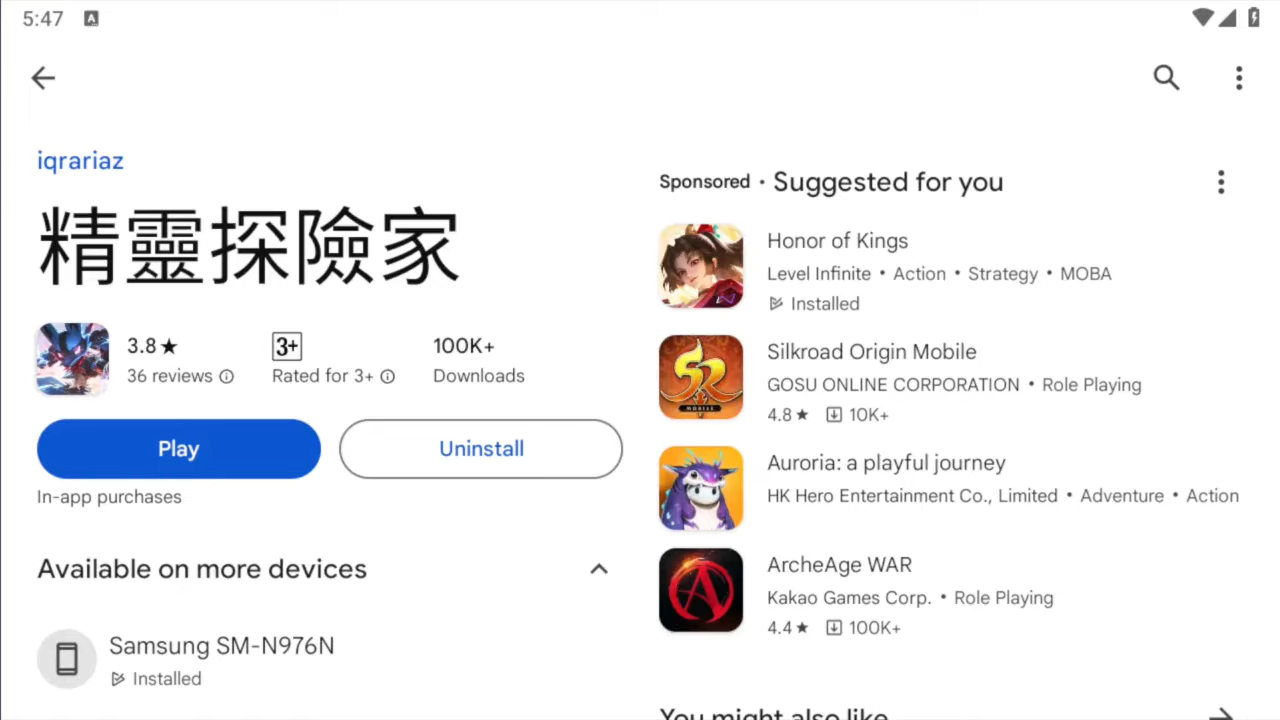 5:47
A
iqrariaz
精靈探險家
3.8★
36 reviews
3+
Rated for 3+
100K+
Downloads
Play
Uninstall
In-app purchases
Available on more devices
Samsung SM-N976N
Installed
Sponsored · Suggested for you
Honor of Kings
Level Infinite • Action • Strategy • MOBA
Installed
SR
MOBILE
Silkroad Origin Mobile
GOSU ONLINE CORPORATION • Role Playing
4.8★ 10K+
Auroria: a playful journey
HK Hero Entertainment Co., Limited • Adventure • Action
ArcheAge WAR
Kakao Games Corp. • Role Playing
4.4★ 100K+
You might also like